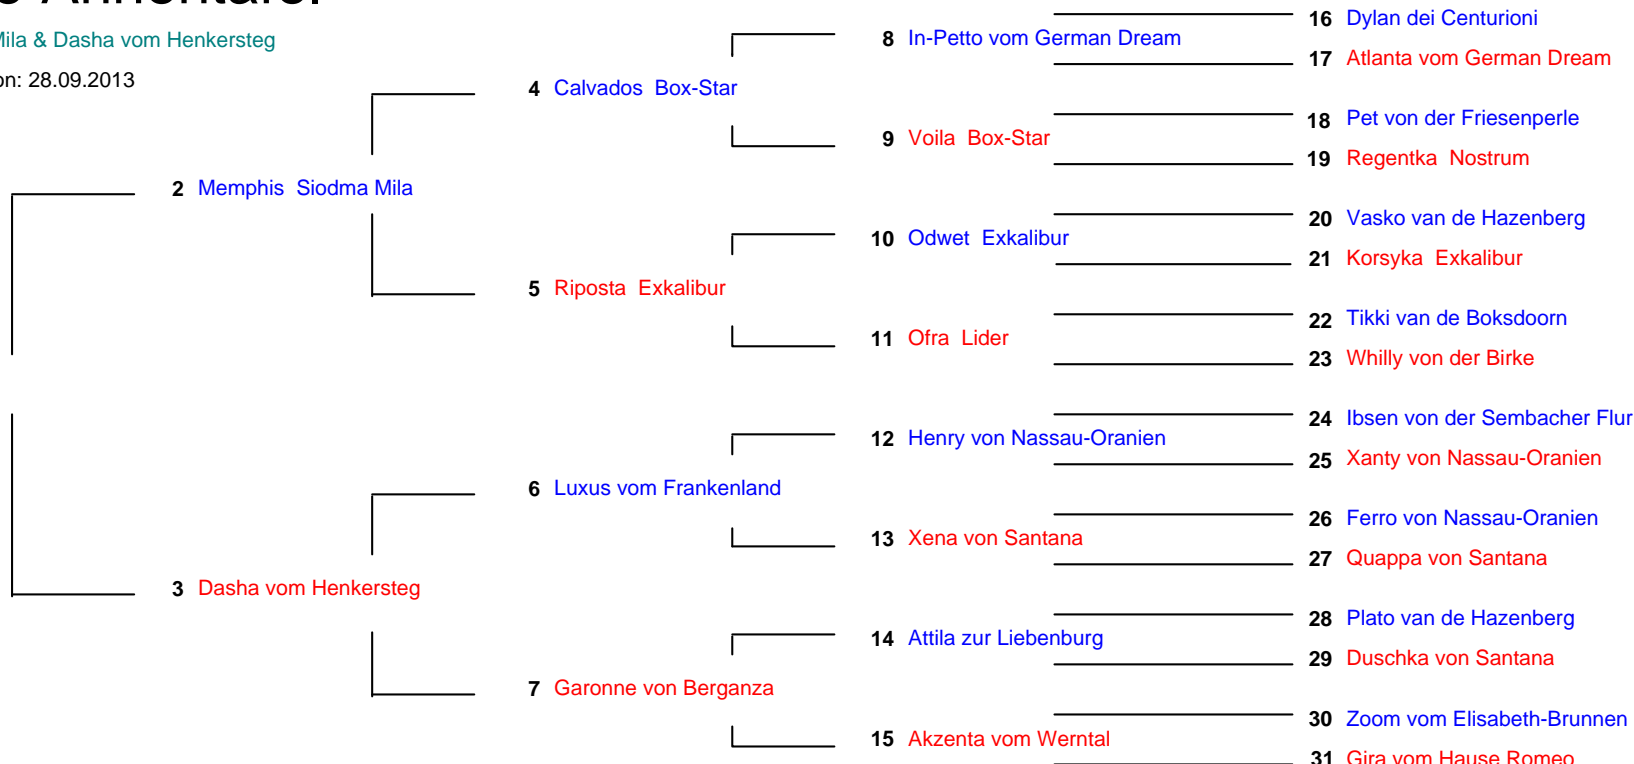 Mila & Dasha vom Henkersteg
28.09.2013
2 Memphis Siodma Mila
3 Dasha vom Henkersteg
4 Calvados Box-Star
5 Riposta Exkalibur
6 Luxus vom Frankenland
7 Garonne von Berganza
8 In-Petto vom German Dream
9 Voila Box-Star
10 Odwet Exkalibur
11 Ofra Lider
12 Henry von Nassau-Oranien
13 Xena von Santana
14 Attila zur Liebenburg
15 Akzenta vom Werntal
16 Dylan dei Centurioni
17 Atlanta vom German Dream
18 Pet von der Friesenperle
19 Regentka Nostrum
20 Vasko van de Hazenberg
21 Korsyka Exkalibur
22 Tikki van de Boksdoorn
23 Whilly von der Birke
24 Ibsen von der Sembacher Flur
25 Xanty von Nassau-Oranien
26 Ferro von Nassau-Oranien
27 Quappa von Santana
28 Plato van de Hazenberg
29 Duschka von Santana
30 Zoom vom Elisabeth-Brunnen
31 Gira vom Hause Romeo